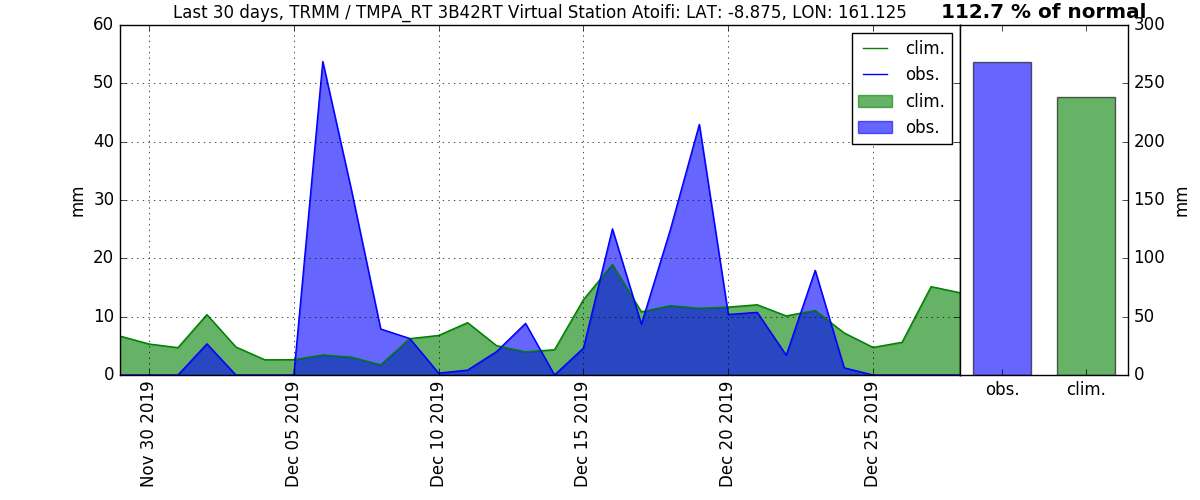 Last 30 days, TRMM / TMPA_RT 3B42RT Virtual Station Atoifi: LAT: -8.875, LON: 161.125
112.7 % of normal
60
50
40
30
20
10
0
mm
clim.
obs.
clim.
obs.
Nov 30 2019
Dec 05 2019
Dec 10 2019
Dec 15 2019
Dec 20 2019
Dec 25 2019
300
250
200
150
100
50
0
mm
obs.
clim.